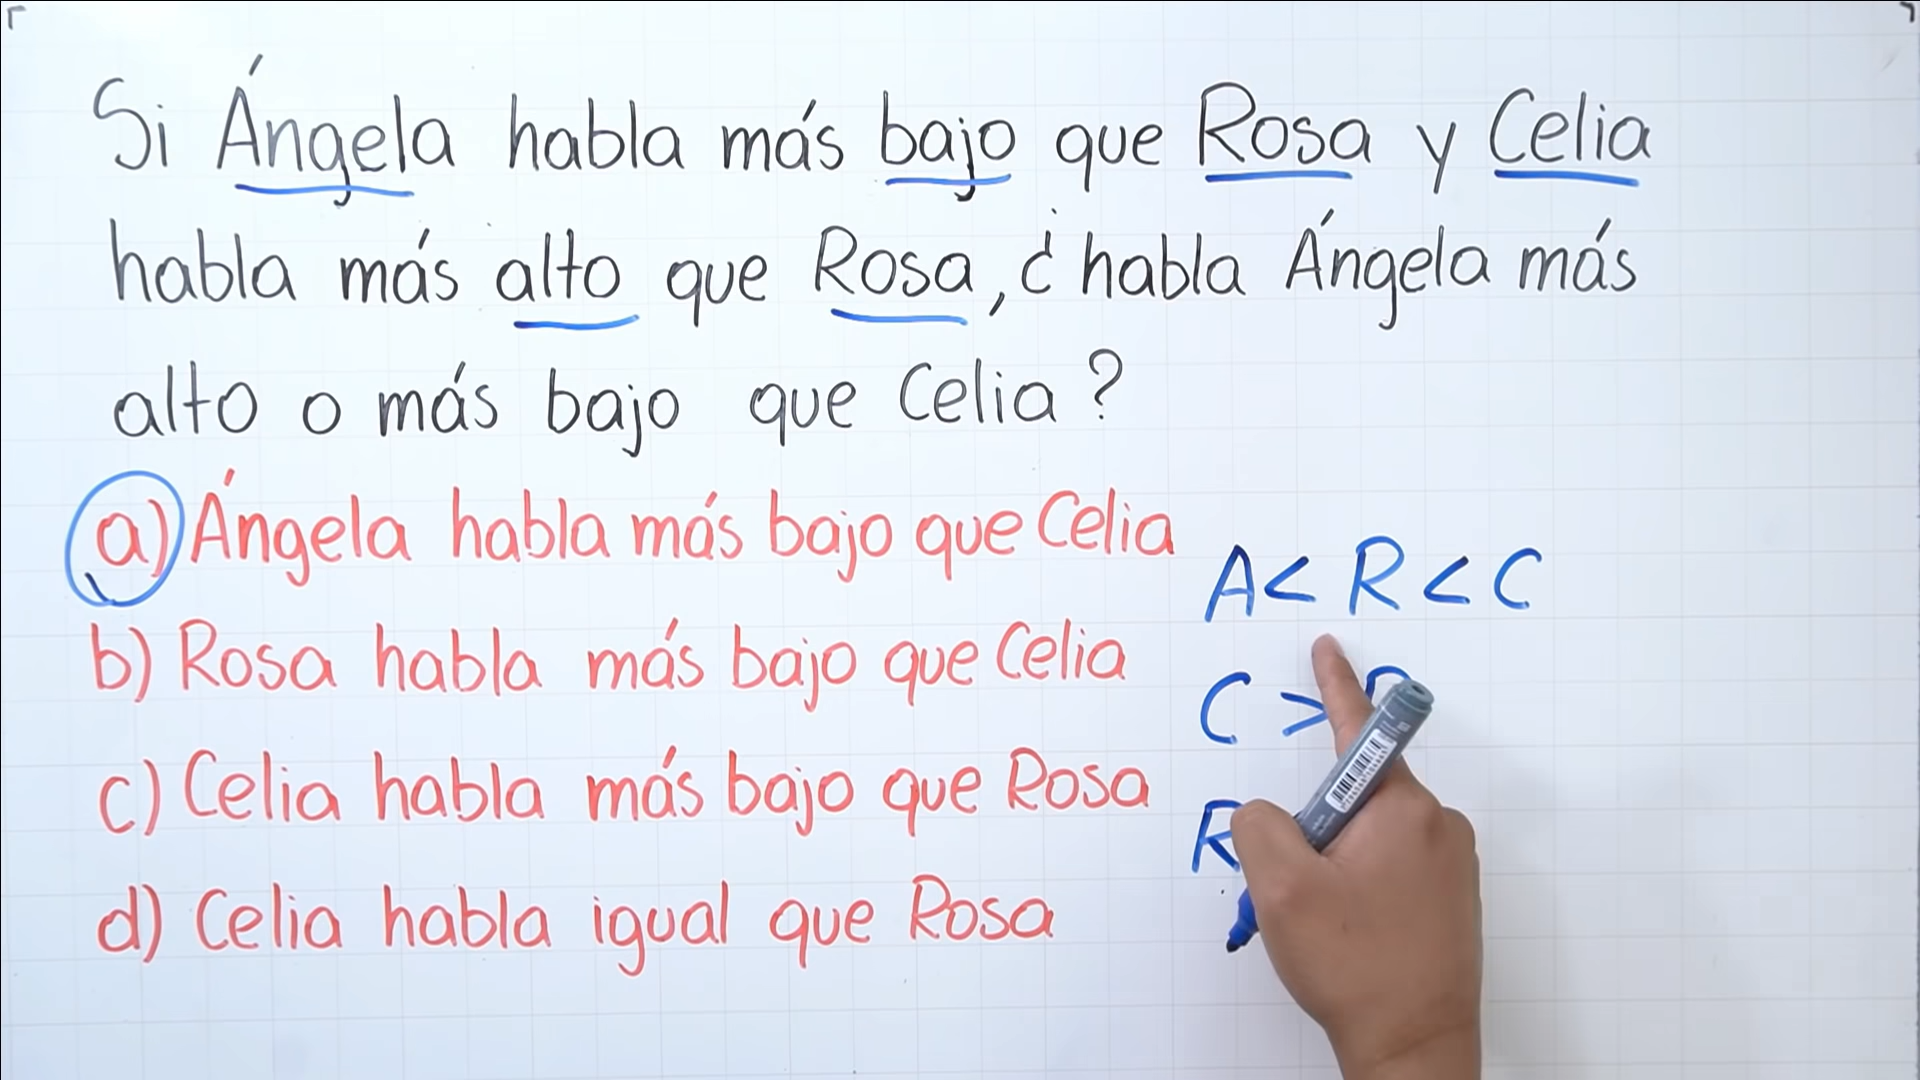 Si Ángela habla más bajo que Rosa y Celia
habla más alto que Rosa, ¿habla Ángela más
alto o más bajo que Celia?
a) Ángela habla más bajo que Celia
A < R < C
b) Rosa habla más bajo que Celia
C >
c) Celia habla más bajo que Rosa
R
d) Celia habla igual que Rosa